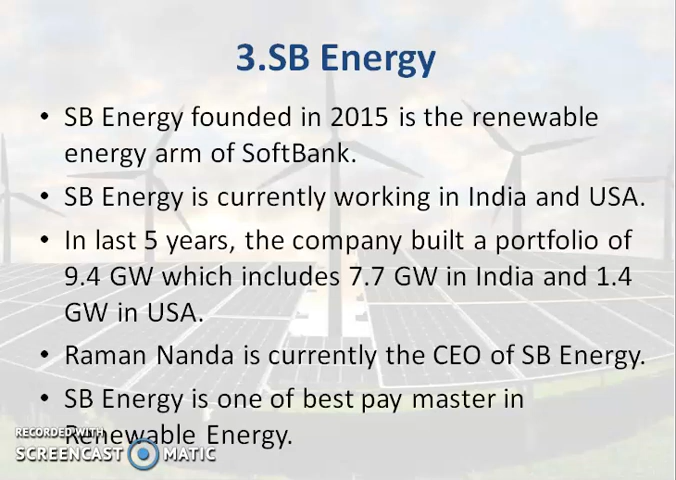 3.SB Energy
• SB Energy founded in 2015 is the renewable
energy arm of SoftBank.
• SB Energy is currently working in India and USA.
• In last 5 years, the company built a portfolio of
9.4 GW which includes 7.7 GW in India and 1.4
GW in USA.
• Raman Nanda is currently the CEO of SB Energy.
• SB Energy is one of best pay master in
Renewable Energy.
RECORDED WITH
SCREENCAST MATIC